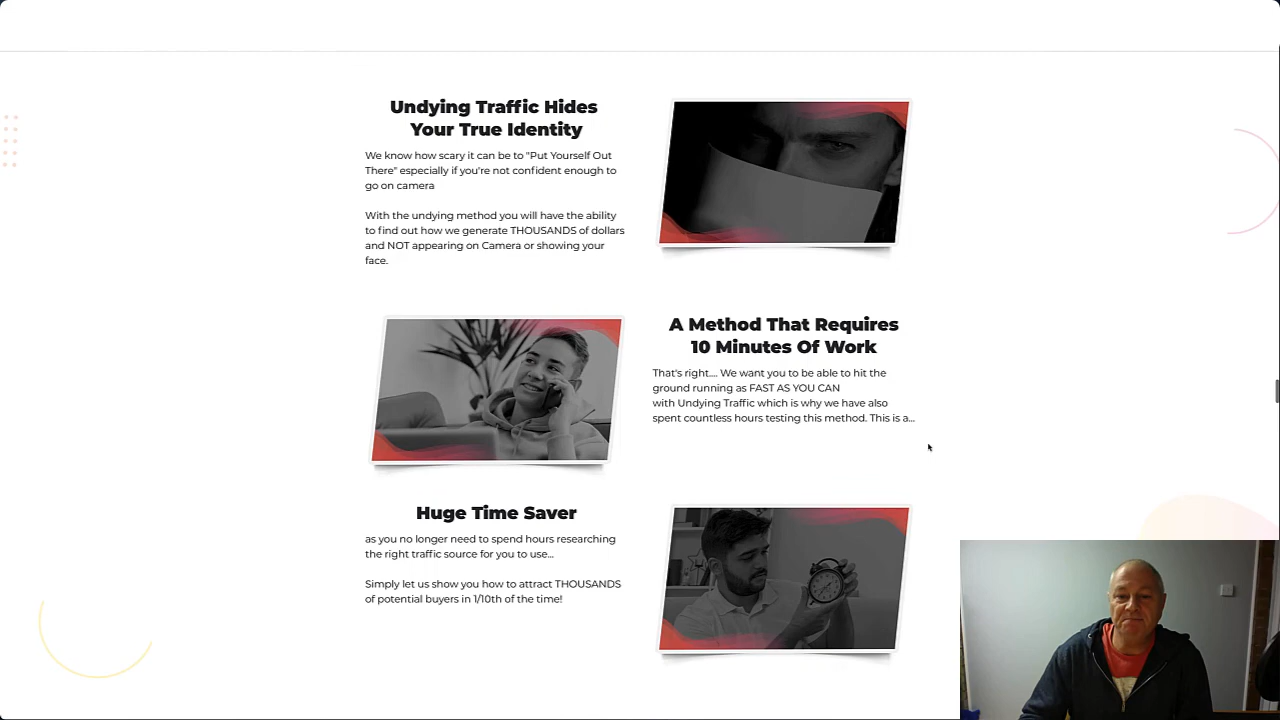 Undying Traffic Hides
Your True Identity
We know how scary it can be to "Put Yourself Out
There" especially if you're not confident enough to
go on camera
With the undying method you will have the ability
to find out how we generate THOUSANDS of dollars
and NOT appearing on Camera or showing your
face.
A Method That Requires
10 Minutes Of Work
That's right.... We want you to be able to hit the
ground running as FAST AS YOU CAN
with Undying Traffic which is why we have also
spent countless hours testing this method. This is a...
Huge Time Saver
as you no longer need to spend hours researching
the right traffic source for you to use...
Simply let us show you how to attract THOUSANDS
of potential buyers in 1/10th of the time!